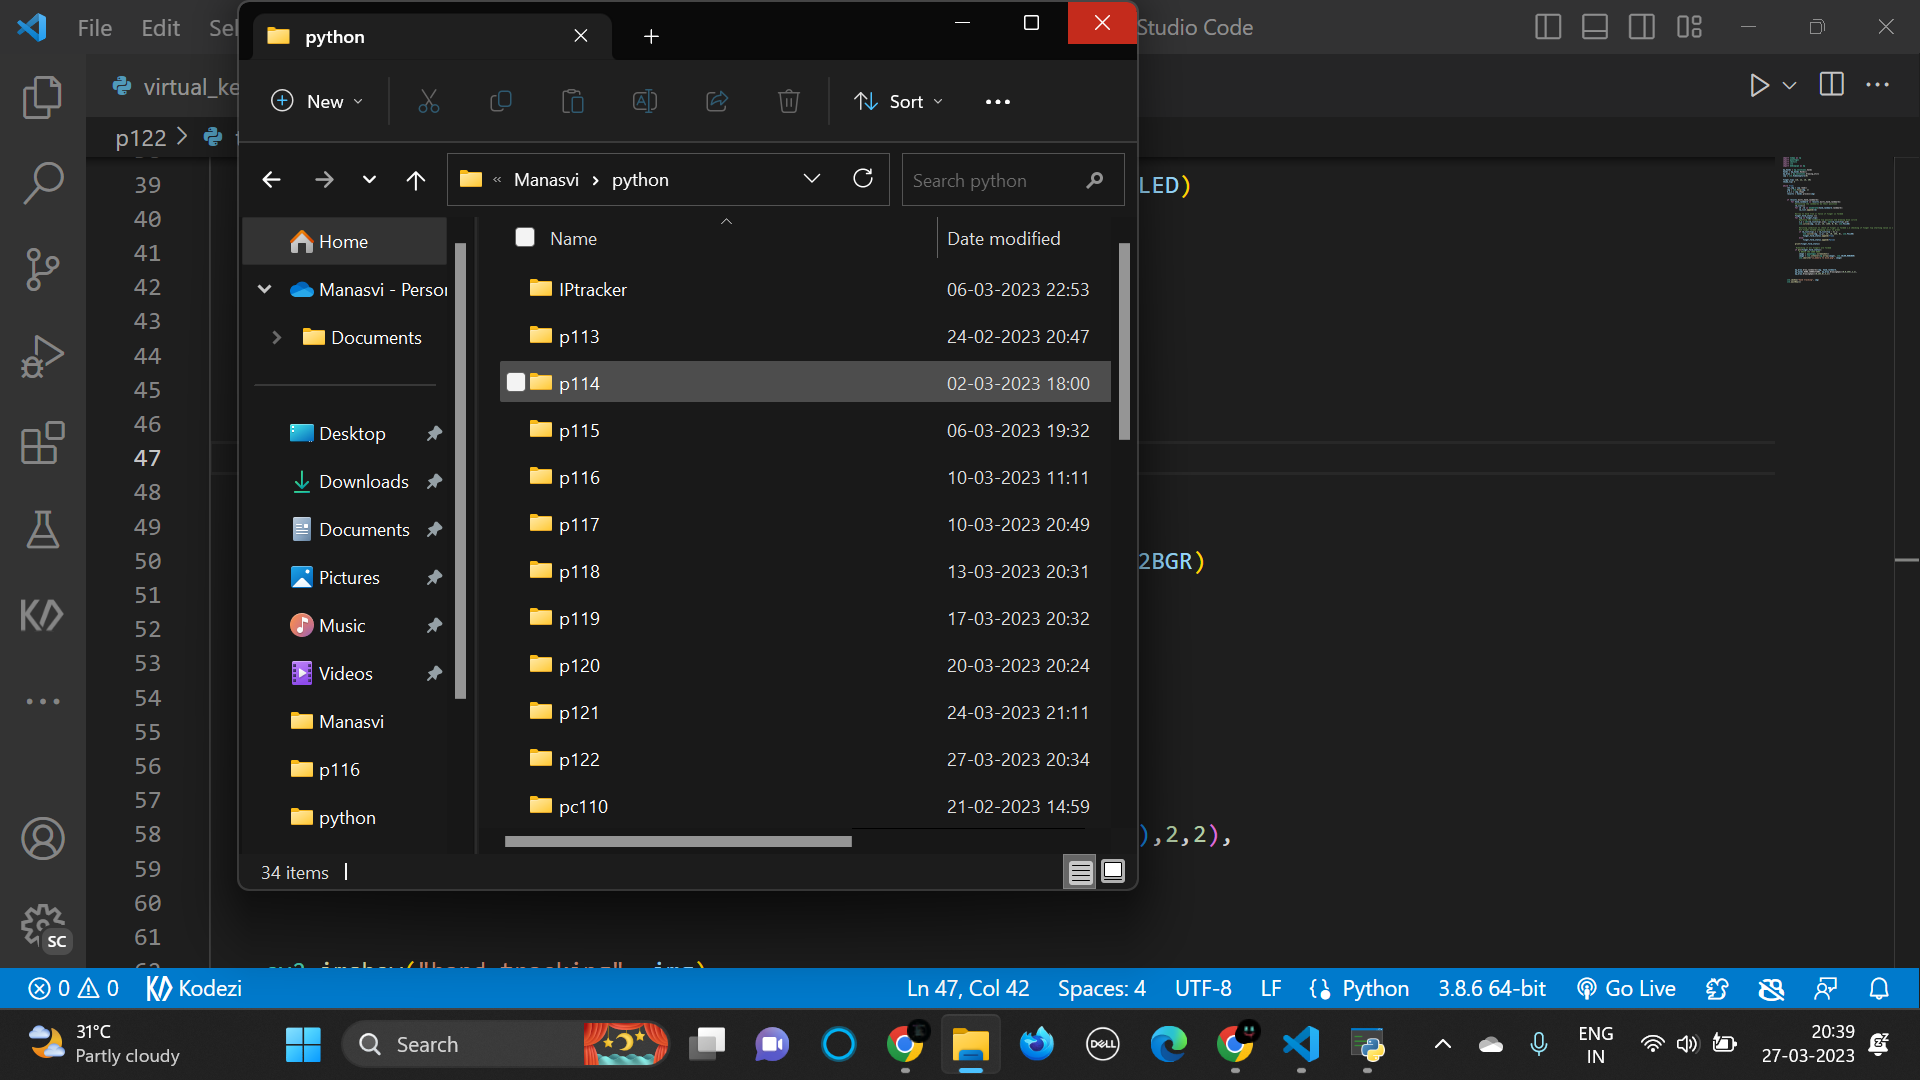 File Edit Sel
Studio Code
python
virtual_ke
New
Sort
p122
Manasvi
python
Search python
39
LED)
40
41
42
43
44
45
46
47
48
49
50
2BGR)
51
52
53
54
55
56
57
58
),2,2),
59
60
61
Home
Manasvi - Person
Documents
Desktop
Downloads
Documents
Pictures
Music
Videos
Manasvi
p116
python
Name
Date modified
IPtracker 06-03-2023 22:53
p113 24-02-2023 20:47
p114 02-03-2023 18:00
p115 06-03-2023 19:32
p116 10-03-2023 11:11
p117 10-03-2023 20:49
p118 13-03-2023 20:31
p119 17-03-2023 20:32
p120 20-03-2023 20:24
p121 24-03-2023 21:11
p122 27-03-2023 20:34
pc110 21-02-2023 14:59
34 items
SC
0 0 Kodezi
Ln 47, Col 42 Spaces: 4 UTF-8 LF Python 3.8.6 64-bit Go Live
31°C
Partly cloudy
Search
DELL
ENG
IN
20:39
27-03-2023